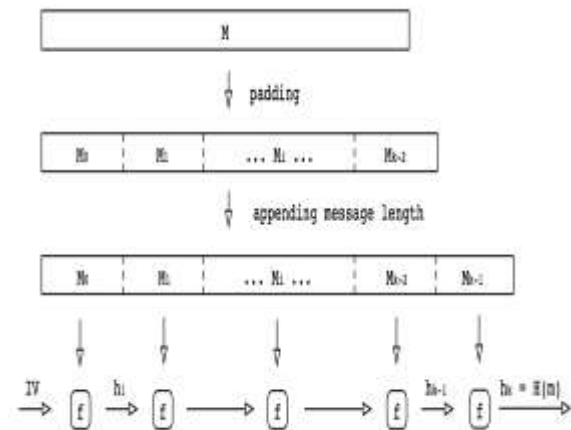 M
padding
M₀ M₁ ... Mᵢ ... Mₖ₋₂
appending message length
M₀ M₁ ... Mᵢ ... Mₖ₋₂ Mₖ₋₁
IV h₁ hₖ₋₁ hₖ = H(m)
f f f f f